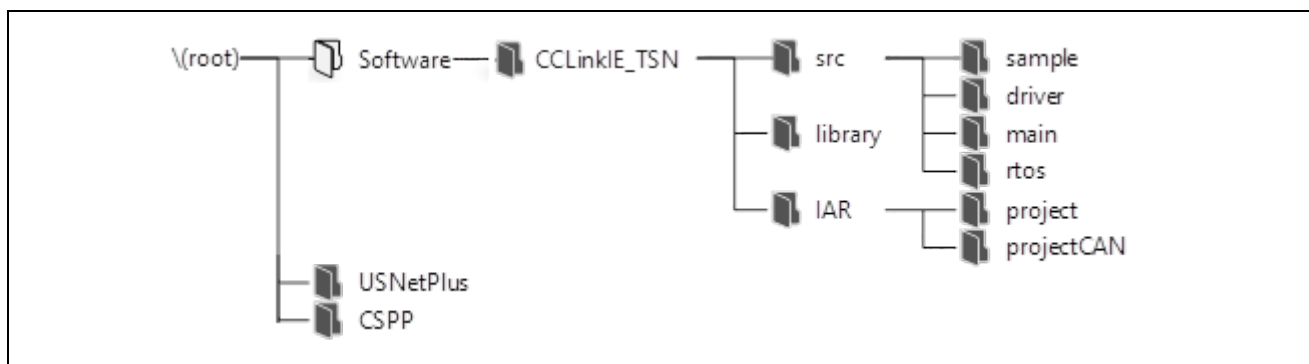 \(root) Software CCLinkIE_TSN src sample
driver
library main
rtos
IAR project
projectCAN
USNetPlus
CSPP